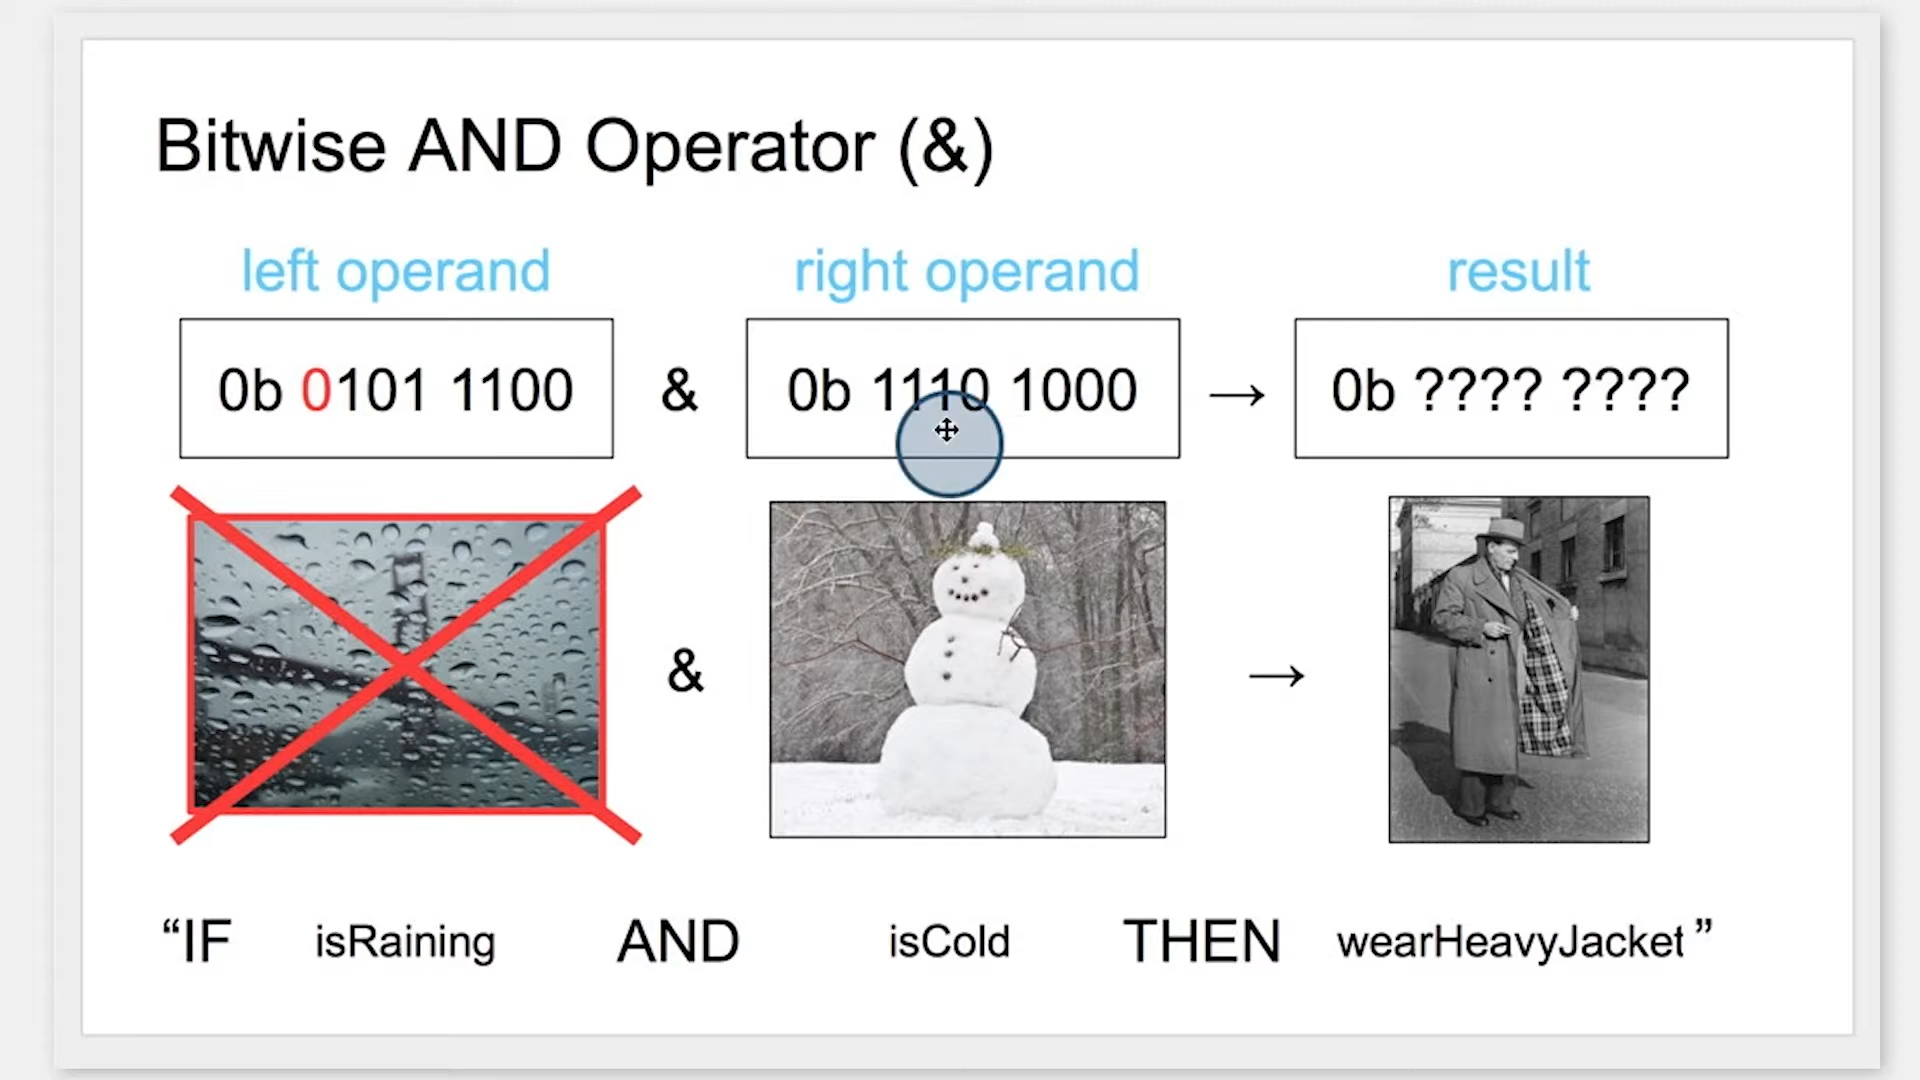 Bitwise AND Operator (&)
left operand right operand result
0b 0101 1100 & 0b 1110 1000 → 0b ???? ????
& →
“IF isRaining AND isCold THEN wearHeavyJacket ”